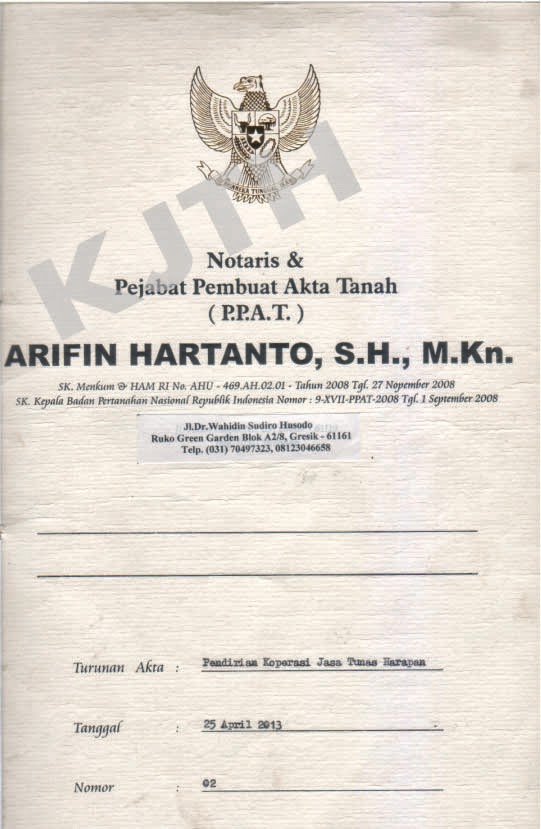 BHINNEKA TUNGGAL IKA
KJTH
Notaris &
Pejabat Pembuat Akta Tanah
( P.P.A.T. )
ARIFIN HARTANTO, S.H., M.Kn.
SK. Menkum & HAM RI No. AHU - 469.AH.02.01 - Tahun 2008 Tgl. 27 Nopember 2008
SK. Kepala Badan Pertanahan Nasional Republik Indonesia Nomor : 9-XVII-PPAT-2008 Tgl. 1 September 2008
Jl.Dr.Wahidin Sudiro Husodo
Ruko Green Garden Blok A2/8, Gresik - 61161
Telp. (031) 70497323, 08123046658
Turunan Akta : Pendirian Koperasi Jasa Tunas Harapan
Tanggal : 25 April 2013
Nomor : 02